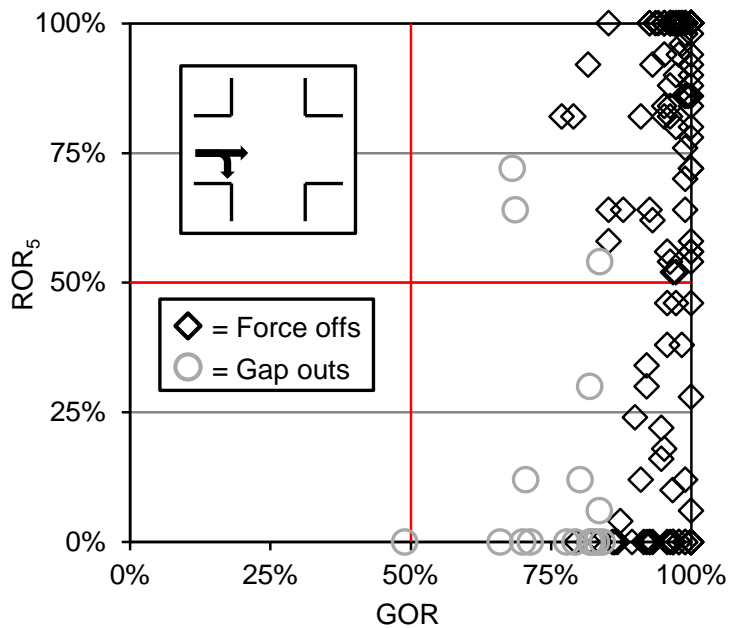 100%
75%
50%
25%
0%
ROR₅
= Force offs
= Gap outs
0%
25%
50%
75%
100%
GOR